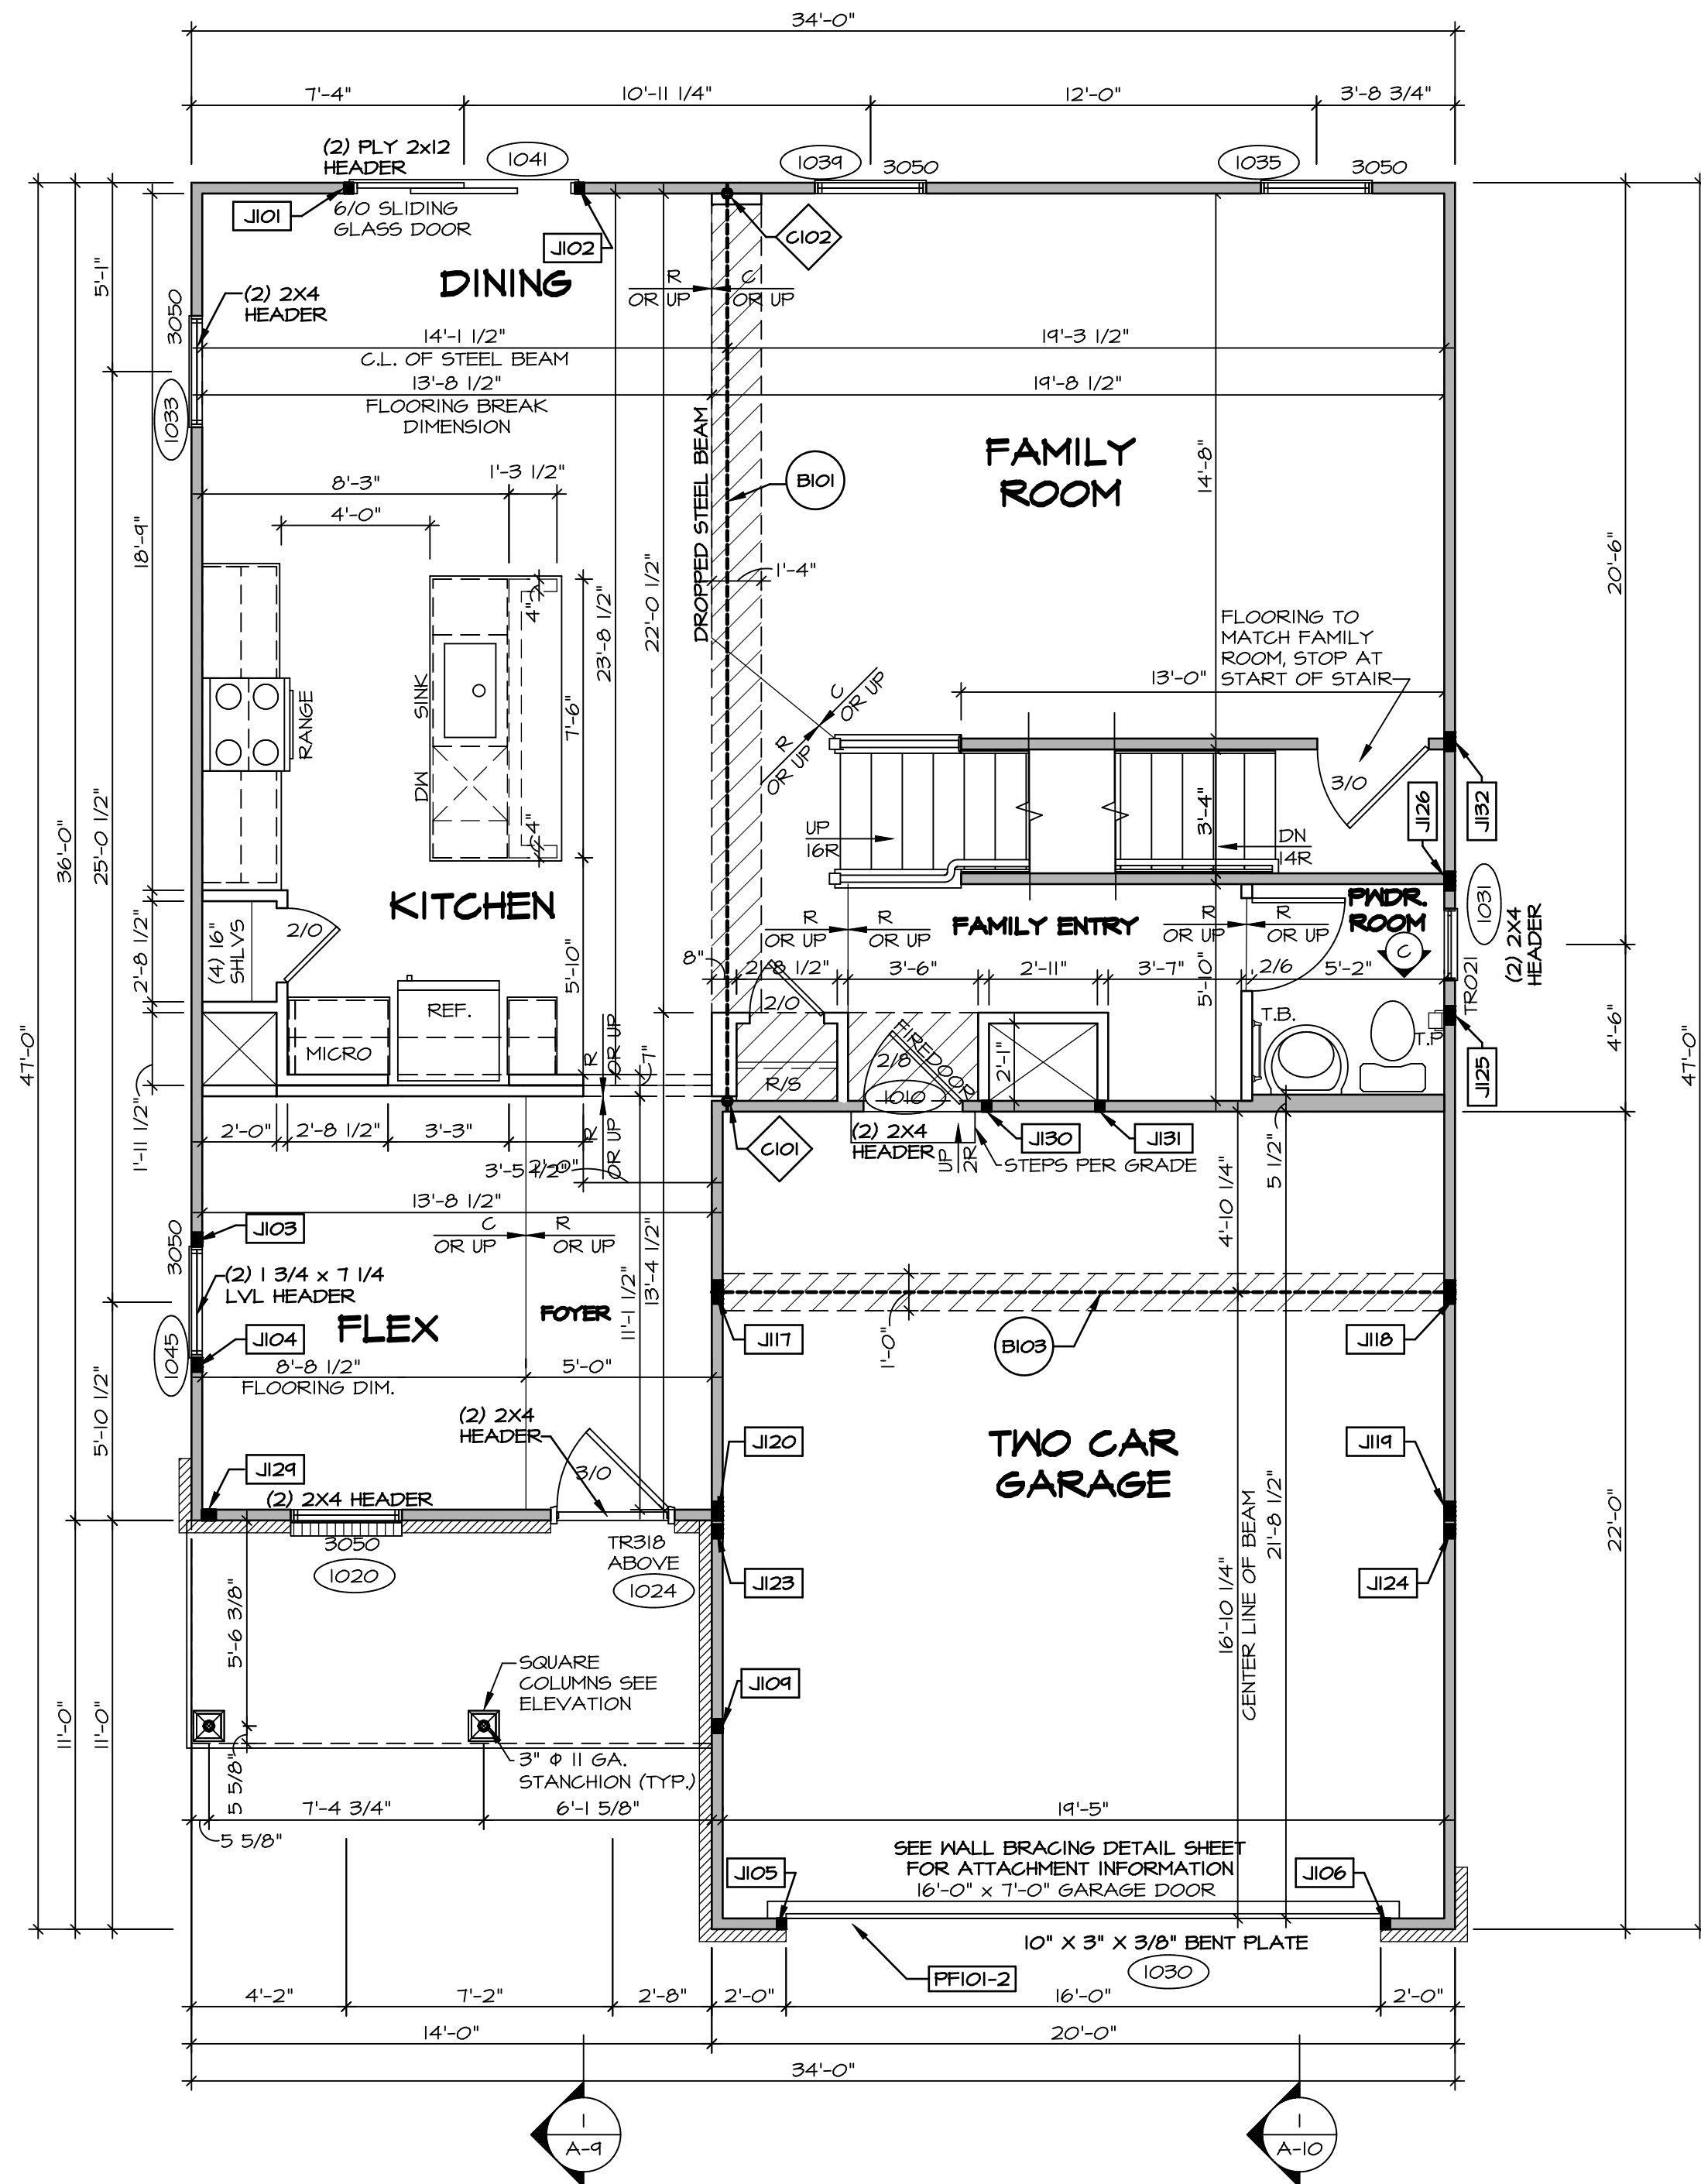 34'-0"
7'-4"
10'-11 1/4"
12'-0"
3'-8 3/4"
(2) PLY 2x12
HEADER
1041
1039
3050
1035
3050
J101
6/0 SLIDING
GLASS DOOR
J102
C102
DINING
R
OR UP
C
OR UP
5'-1"
3050
(2) 2X4
HEADER
14'-1 1/2"
C.L. OF STEEL BEAM
19'-3 1/2"
13'-8 1/2"
FLOORING BREAK
DIMENSION
19'-8 1/2"
1033
DROPPED STEEL BEAM
B101
FAMILY
ROOM
14'-8"
8'-3"
1'-3 1/2"
4'-0"
18'-9"
20'-6"
22'-0 1/2"
23'-8 1/2"
1'-4"
4"
SINK
DW
7'-6"
4"
RANGE
FLOORING TO
MATCH FAMILY
ROOM, STOP AT
START OF STAIR
13'-0"
C
OR UP
R
OR UP
3/0
J126
J132
UP
16R
3'-4"
DN
14R
36'-0"
25'-0 1/2"
47'-0"
KITCHEN
2'-8 1/2"
(4) 16"
SHLVS
2/0
5'-10"
R
OR UP
R
OR UP
FAMILY ENTRY
R
OR UP
R
OR UP
PWDR.
ROOM
C
1031
(2) 2X4
HEADER
TR021
8"
2'-8 1/2"
3'-6"
2'-11"
3'-7"
5'-10"
2/6
5'-2"
2/0
REF.
MICRO
R
OR UP
7"
R/S
2/8
FIREDOOR
1010
2'-1"
T.B.
T.P.
J125
4'-6"
47'-0"
1'-11 1/2"
2'-0"
2'-8 1/2"
3'-3"
2'-0"
R
OR UP
3'-5 1/2"
C101
(2) 2X4
HEADER
UP
2R
J130
J131
STEPS PER GRADE
5 1/2"
4'-10 1/4"
13'-8 1/2"
J103
3050
C
OR UP
R
OR UP
(2) 1 3/4 x 7 1/4
LVL HEADER
FLEX
FOYER
11'-1 1/2"
13'-4 1/2"
J104
1045
8'-8 1/2"
FLOORING DIM.
5'-0"
1'-0"
J117
B103
J118
5'-10 1/2"
(2) 2X4
HEADER
3/0
J120
TWO CAR
GARAGE
J119
J129
(2) 2X4 HEADER
3050
1020
TR318
ABOVE
1024
J123
J124
22'-0"
21'-8 1/2"
16'-10 1/4"
CENTER LINE OF BEAM
5'-6 3/8"
SQUARE
COLUMNS SEE
ELEVATION
J109
11'-0"
11'-0"
3" Φ 11 GA.
STANCHION (TYP.)
5 5/8"
7'-4 3/4"
6'-1 5/8"
19'-5"
5 5/8"
SEE WALL BRACING DETAIL SHEET
FOR ATTACHMENT INFORMATION
16'-0" x 7'-0" GARAGE DOOR
J105
J106
10" X 3" X 3/8" BENT PLATE
1030
PF101-2
4'-2"
7'-2"
2'-8"
2'-0"
16'-0"
2'-0"
14'-0"
20'-0"
34'-0"
1
A-9
1
A-10